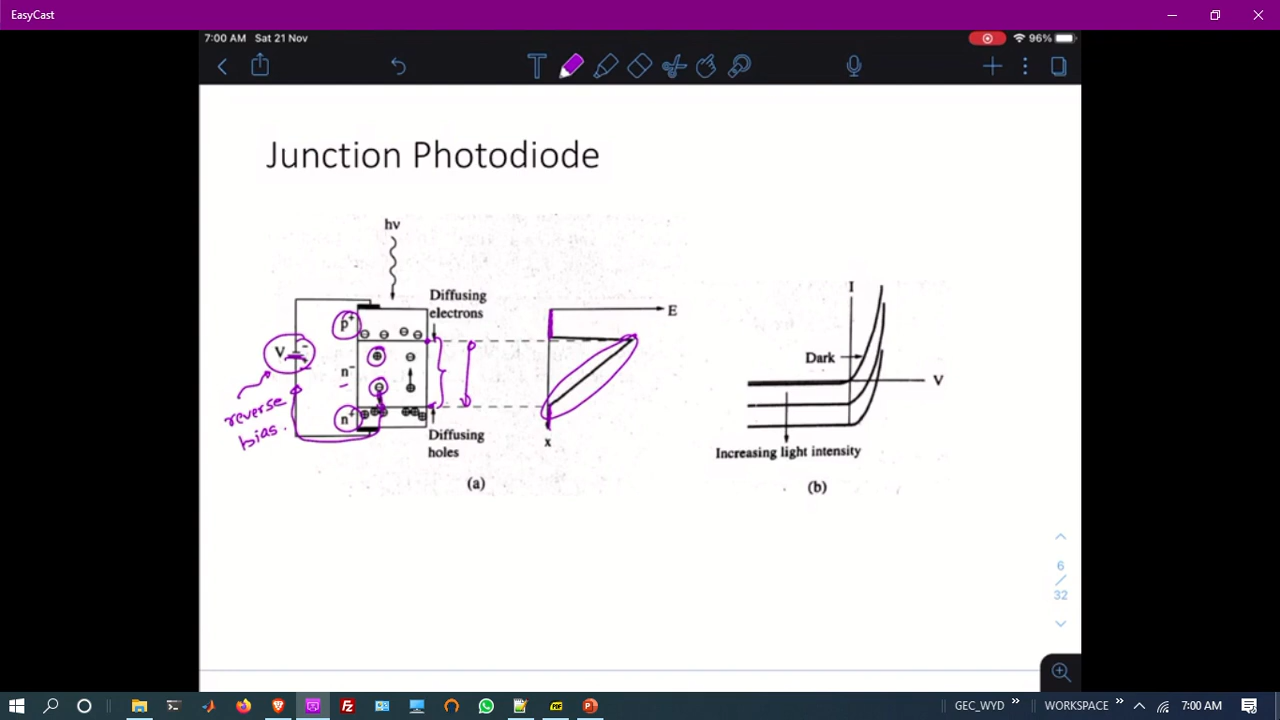 EasyCast
7:00 AM Sat 21 Nov
96%
T
Junction Photodiode
hν
Diffusing
electrons
p+
V
n−
n+
reverse
bias.
Diffusing
holes
E
x
(a)
I
Dark
V
Increasing light intensity
(b)
6
/
32
GEC_WYD
WORKSPACE
7:00 AM